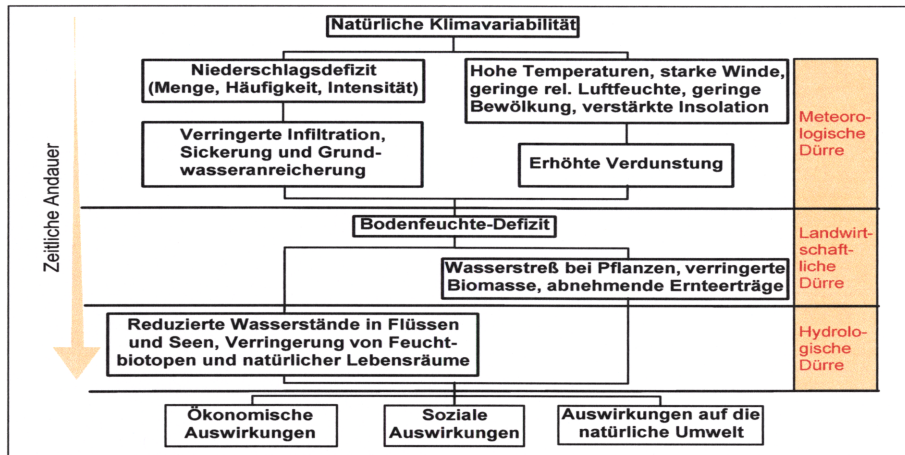 Natürliche Klimavariabilität
Niederschlagsdefizit
(Menge, Häufigkeit, Intensität)
Hohe Temperaturen, starke Winde,
geringe rel. Luftfeuchte, geringe
Bewölkung, verstärkte Insolation
Verringerte Infiltration,
Sickerung und Grund-
wasseranreicherung
Erhöhte Verdunstung
Meteoro-
logische
Dürre
Zeitliche Andauer
Bodenfeuchte-Defizit
Wasserstreß bei Pflanzen, verringerte
Biomasse, abnehmende Ernteerträge
Landwirt-
schaft-
liche
Dürre
Reduzierte Wasserstände in Flüssen
und Seen, Verringerung von Feucht-
biotopen und natürlicher Lebensräume
Hydrolo-
gische
Dürre
Ökonomische
Auswirkungen
Soziale
Auswirkungen
Auswirkungen auf die
natürliche Umwelt